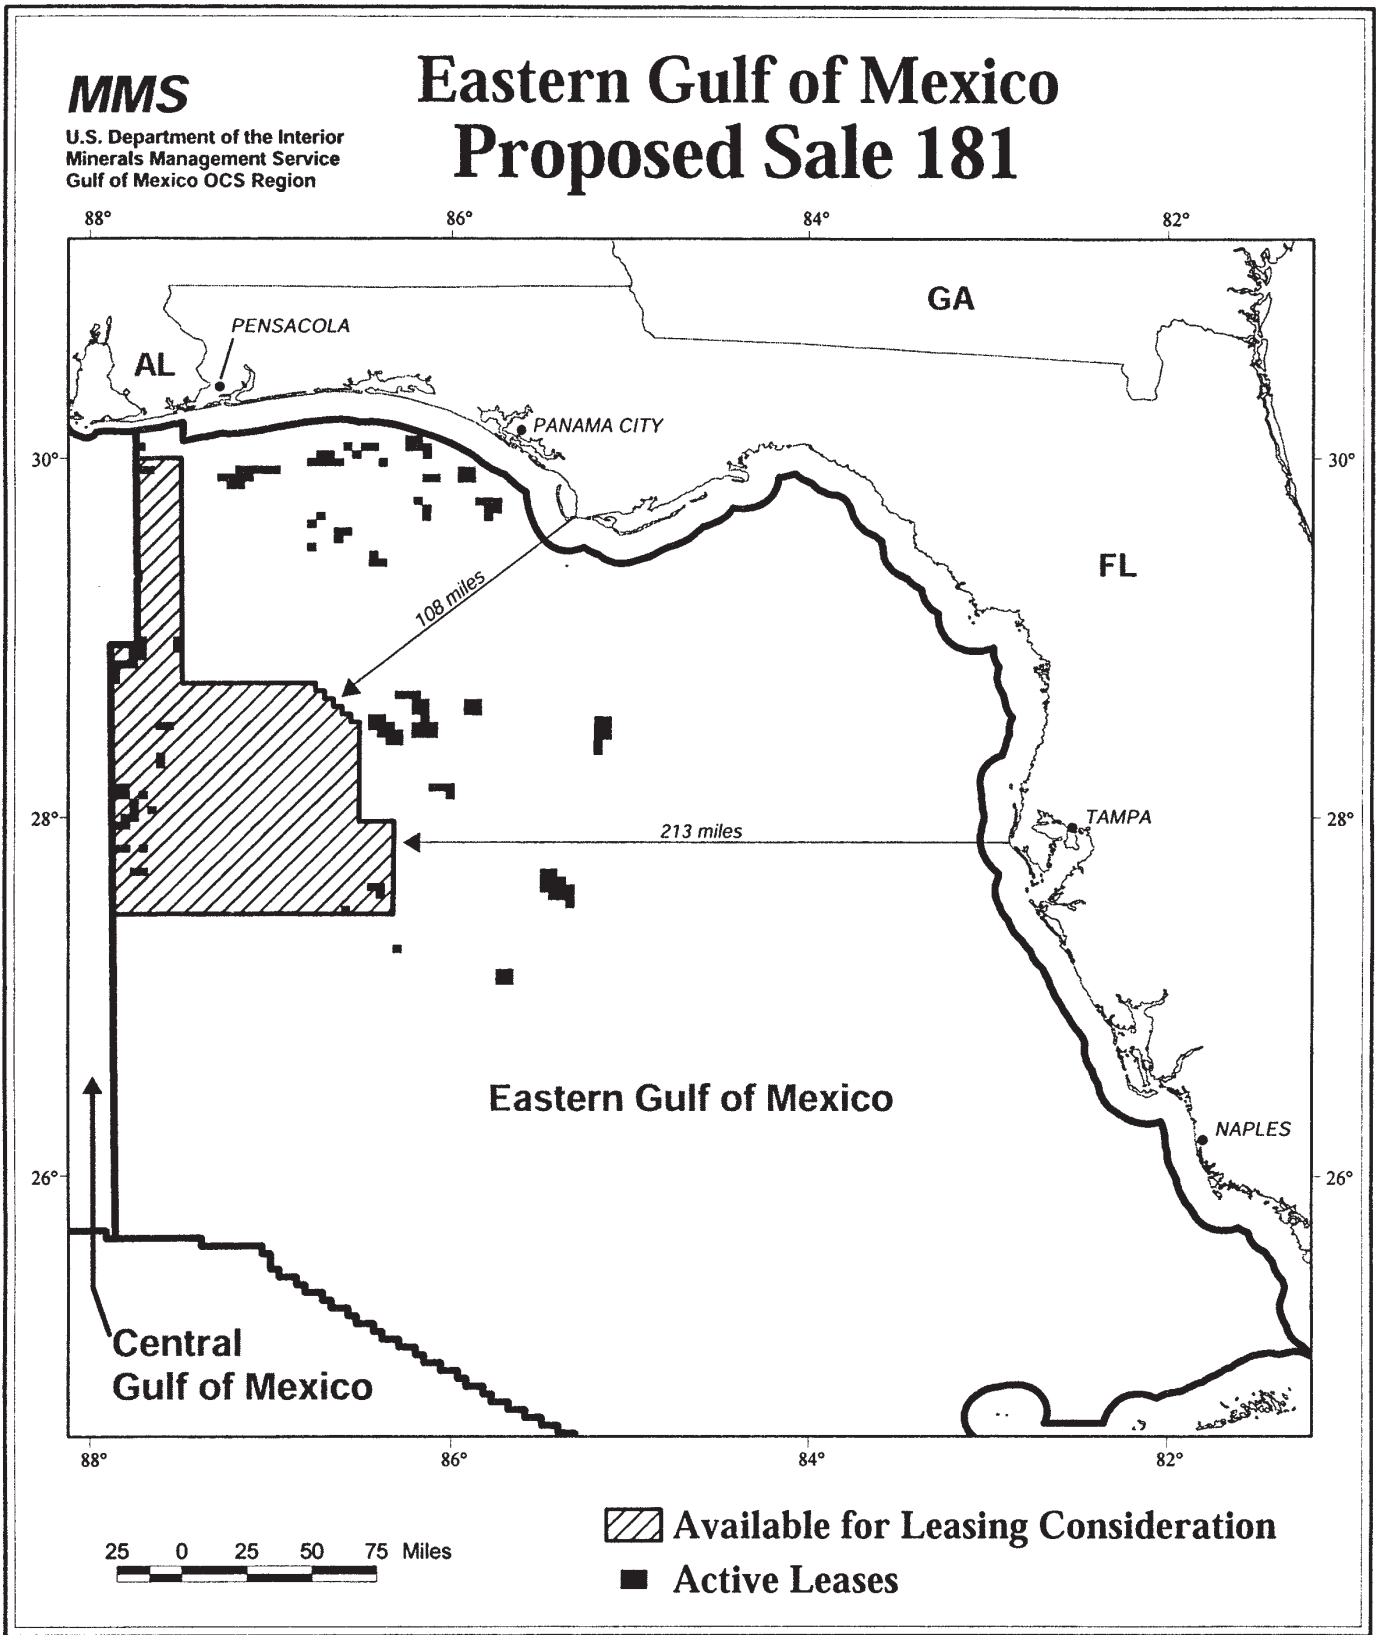 MMS
U.S. Department of the Interior
Minerals Management Service
Gulf of Mexico OCS Region
Eastern Gulf of Mexico
Proposed Sale 181
88° 86° 84° 82°
GA
PENSACOLA
AL
PANAMA CITY
30° 30°
FL
108 miles
28° 28°
TAMPA
213 miles
Eastern Gulf of Mexico
NAPLES
26° 26°
Central
Gulf of Mexico
88° 86° 84° 82°
Available for Leasing Consideration
25 0 25 50 75 Miles
Active Leases